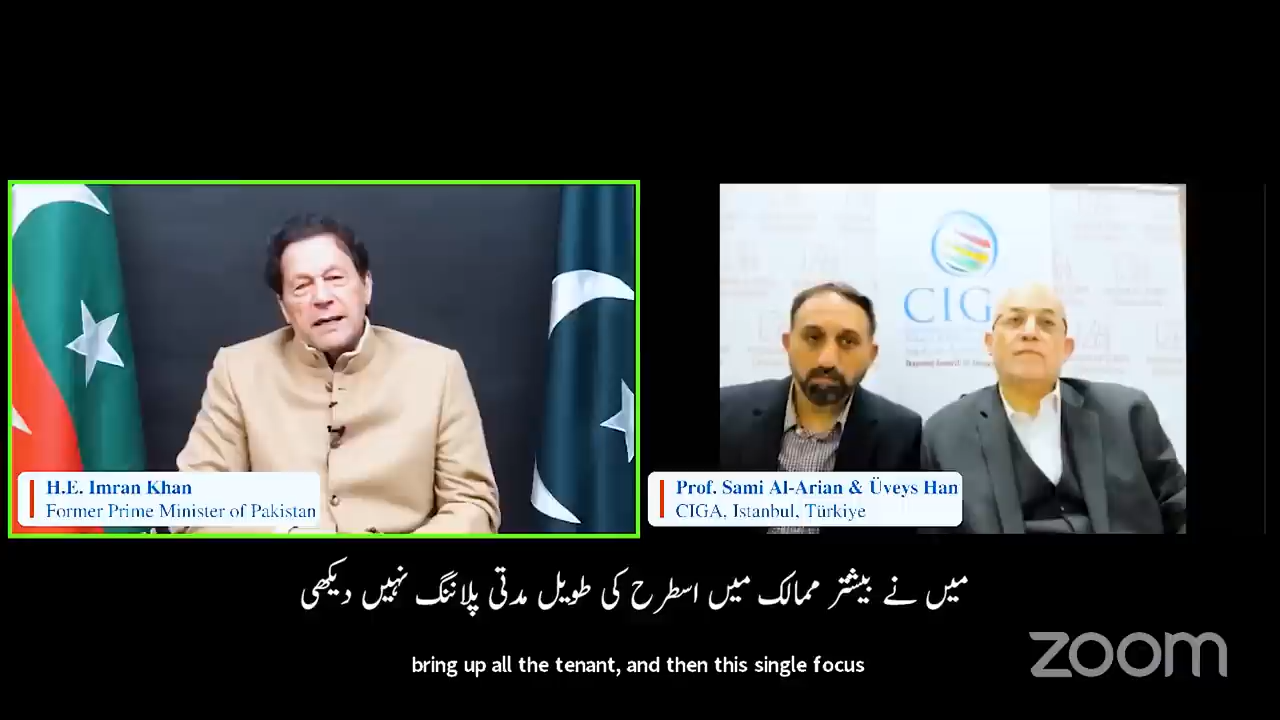 CIGA
H.E. Imran Khan
Former Prime Minister of Pakistan
Prof. Sami Al-Arian & Üveys Han
CIGA, Istanbul, Türkiye
میں نے بیشتر ممالک میں اسطرح کی طویل مدتی پلاننگ نہیں دیکھی
bring up all the tenant, and then this single focus
zoom